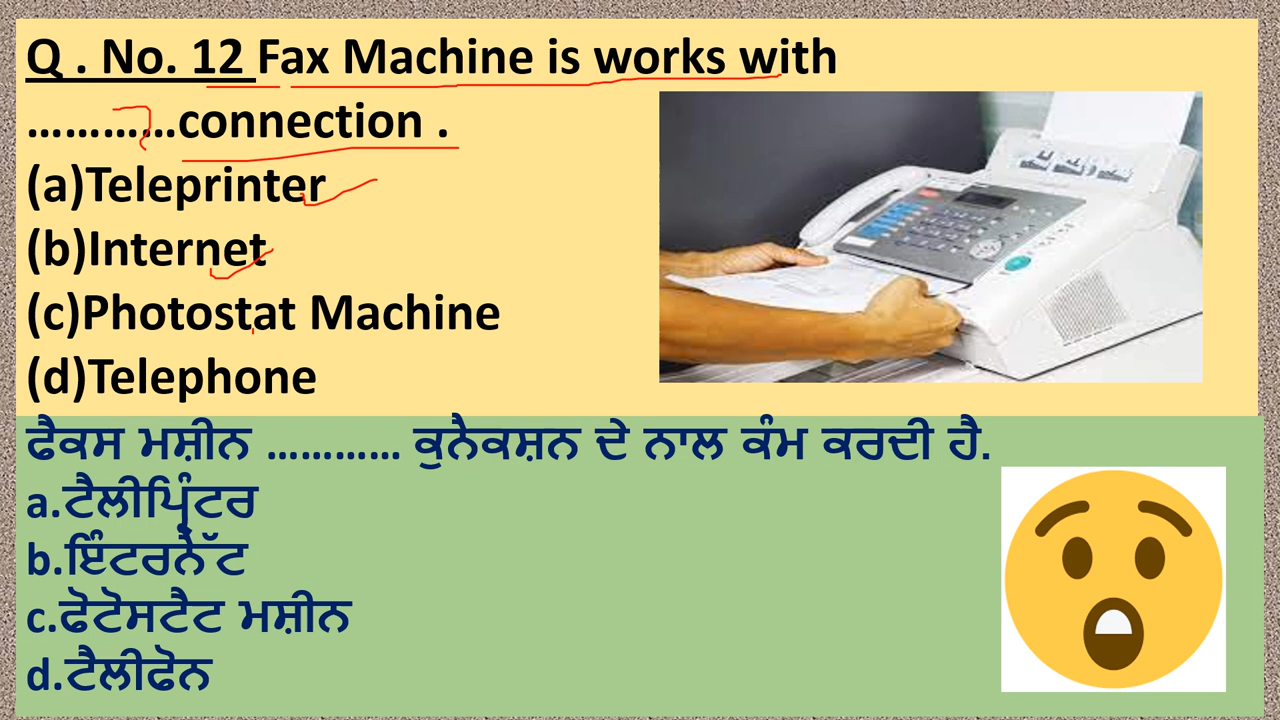 Q . No. 12 Fax Machine is works with
…………connection .
(a)Teleprinter
(b)Internet
(c)Photostat Machine
(d)Telephone
ਫੈਕਸ ਮਸ਼ੀਨ ………… ਕੁਨੈਕਸ਼ਨ ਦੇ ਨਾਲ ਕੰਮ ਕਰਦੀ ਹੈ.
a.ਟੈਲੀਪ੍ਰਿੰਟਰ
b.ਇੰਟਰਨੈੱਟ
c.ਫੋਟੋਸਟੈਟ ਮਸ਼ੀਨ
d.ਟੈਲੀਫੋਨ